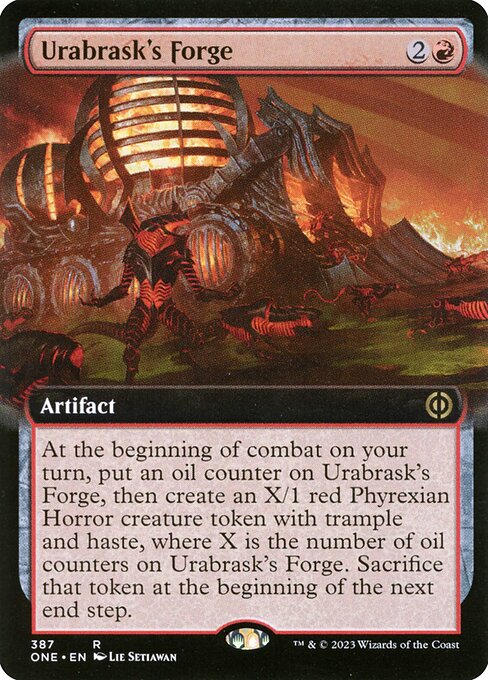 Urabrask's Forge 2
Artifact
At the beginning of combat on your
turn, put an oil counter on Urabrask's
Forge, then create an X/1 red Phyrexian
Horror creature token with trample
and haste, where X is the number of oil
counters on Urabrask's Forge. Sacrifice
that token at the beginning of the next
end step.
387 R
ONE • EN Lie Setiawan
™ & © 2023 Wizards of the Coast